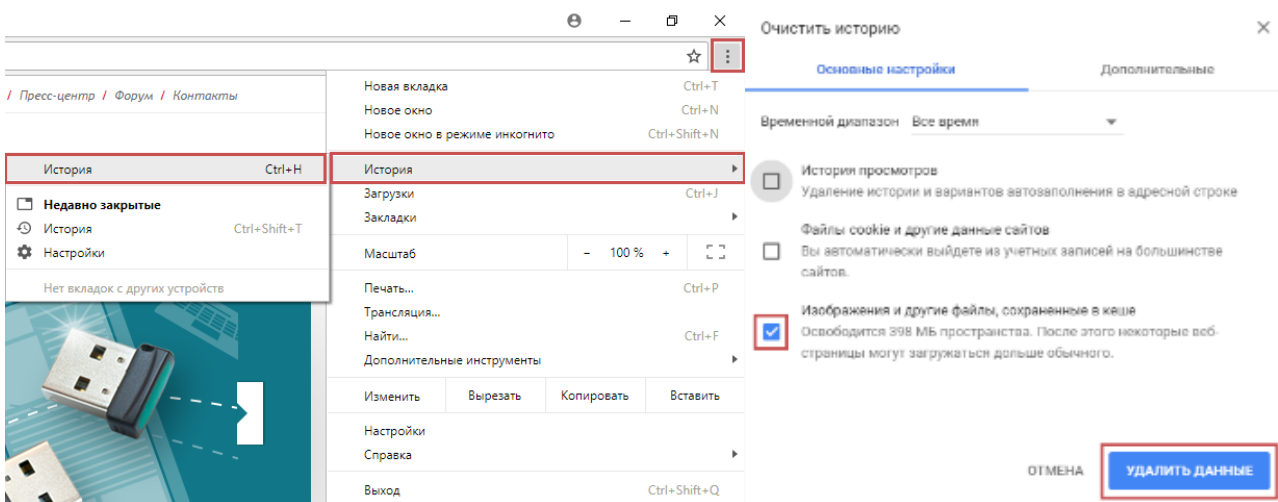 / Пресс-центр / Форум / Контакты
История Ctrl+H
Недавно закрытые
История Ctrl+Shift+T
Настройки
Нет вкладок с других устройств
Новая вкладка Ctrl+T
Новое окно Ctrl+N
Новое окно в режиме инкогнито Ctrl+Shift+N
История
Загрузки Ctrl+J
Закладки
Масштаб - 100 % +
Печать... Ctrl+P
Трансляция...
Найти... Ctrl+F
Дополнительные инструменты
Изменить Вырезать Копировать Вставить
Настройки
Справка
Выход Ctrl+Shift+Q
Очистить историю
Основные настройки Дополнительные
Временной диапазон Все время
История просмотров
Удаление истории и вариантов автозаполнения в адресной строке
Файлы cookie и другие данные сайтов
Вы автоматически выйдете из учетных записей на большинстве
сайтов.
Изображения и другие файлы, сохраненные в кеше
Освободится 398 МБ пространства. После этого некоторые веб-
страницы могут загружаться дольше обычного.
ОТМЕНА УДАЛИТЬ ДАННЫЕ